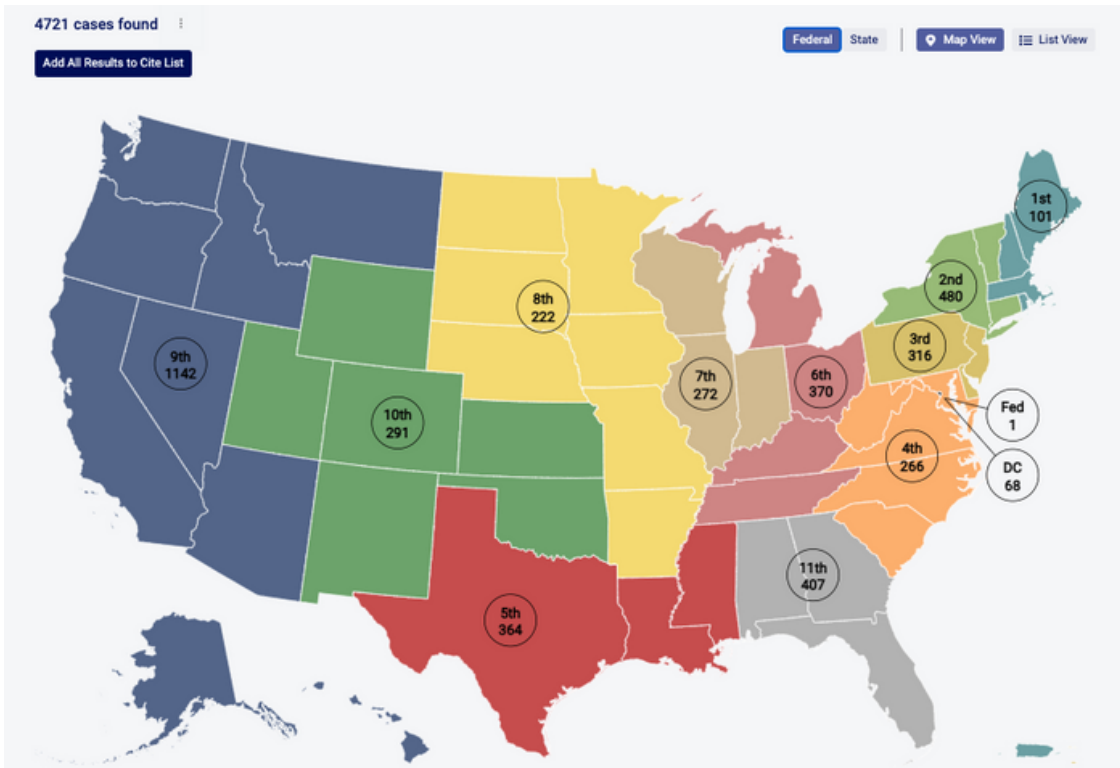 4721 cases found
Federal
State
Map View
List View
Add All Results to Cite List
1st
101
2nd
480
8th
222
3rd
316
9th
1142
7th
272
6th
370
10th
291
Fed
1
4th
266
DC
68
11th
407
5th
364